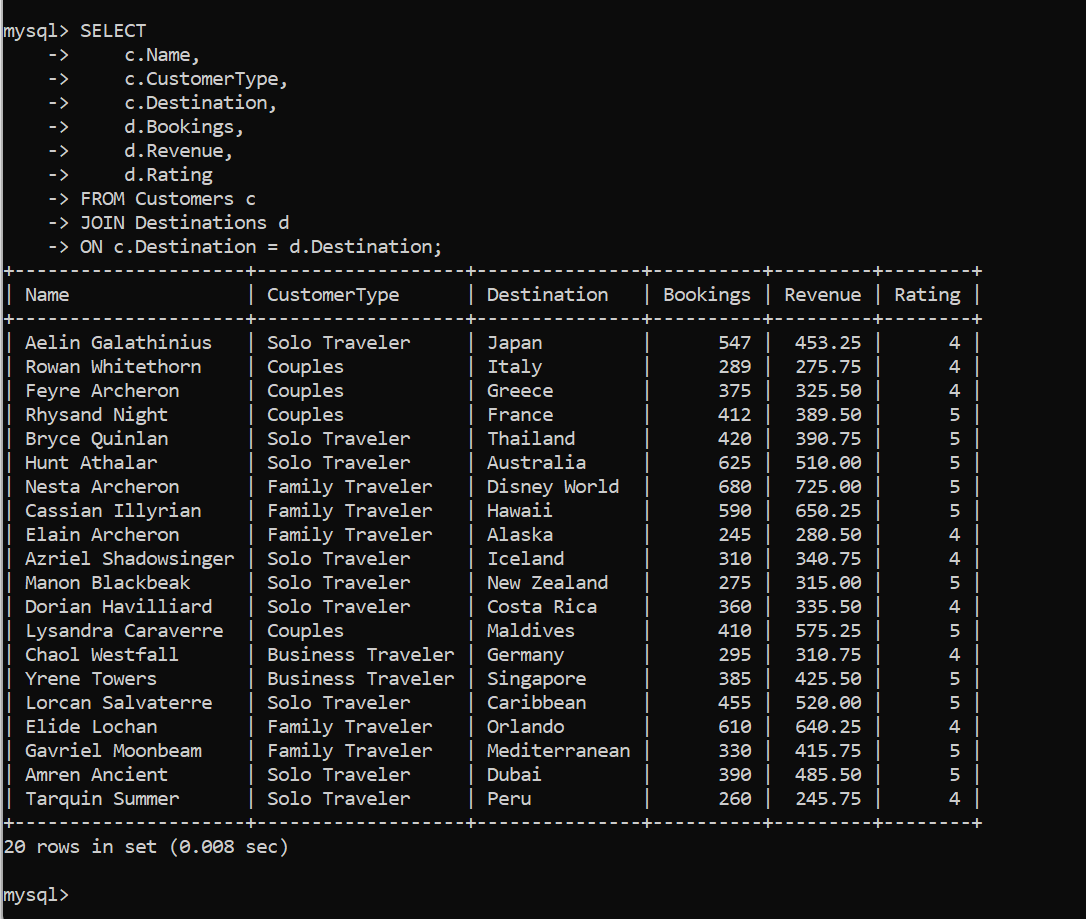 mysql> SELECT
    ->     c.Name,
    ->     c.CustomerType,
    ->     c.Destination,
    ->     d.Bookings,
    ->     d.Revenue,
    ->     d.Rating
    -> FROM Customers c
    -> JOIN Destinations d
    -> ON c.Destination = d.Destination;
+---------------------+-------------------+---------------+----------+---------+--------+
| Name                | CustomerType      | Destination   | Bookings | Revenue | Rating |
+---------------------+-------------------+---------------+----------+---------+--------+
| Aelin Galathinius   | Solo Traveler     | Japan         |      547 |  453.25 |      4 |
| Rowan Whitethorn    | Couples           | Italy         |      289 |  275.75 |      4 |
| Feyre Archeron      | Couples           | Greece        |      375 |  325.50 |      4 |
| Rhysand Night       | Couples           | France        |      412 |  389.50 |      5 |
| Bryce Quinlan       | Solo Traveler     | Thailand      |      420 |  390.75 |      5 |
| Hunt Athalar        | Solo Traveler     | Australia     |      625 |  510.00 |      5 |
| Nesta Archeron      | Family Traveler   | Disney World  |      680 |  725.00 |      5 |
| Cassian Illyrian    | Family Traveler   | Hawaii        |      590 |  650.25 |      5 |
| Elain Archeron      | Family Traveler   | Alaska        |      245 |  280.50 |      4 |
| Azriel Shadowsinger | Solo Traveler     | Iceland       |      310 |  340.75 |      4 |
| Manon Blackbeak     | Solo Traveler     | New Zealand   |      275 |  315.00 |      5 |
| Dorian Havilliard   | Solo Traveler     | Costa Rica    |      360 |  335.50 |      4 |
| Lysandra Caraverre  | Couples           | Maldives      |      410 |  575.25 |      5 |
| Chaol Westfall      | Business Traveler | Germany       |      295 |  310.75 |      4 |
| Yrene Towers        | Business Traveler | Singapore     |      385 |  425.50 |      5 |
| Lorcan Salvaterre   | Solo Traveler     | Caribbean     |      455 |  520.00 |      5 |
| Elide Lochan        | Family Traveler   | Orlando       |      610 |  640.25 |      4 |
| Gavriel Moonbeam    | Family Traveler   | Mediterranean |      330 |  415.75 |      5 |
| Amren Ancient       | Solo Traveler     | Dubai         |      390 |  485.50 |      5 |
| Tarquin Summer      | Solo Traveler     | Peru          |      260 |  245.75 |      4 |
+---------------------+-------------------+---------------+----------+---------+--------+
20 rows in set (0.008 sec)
mysql>